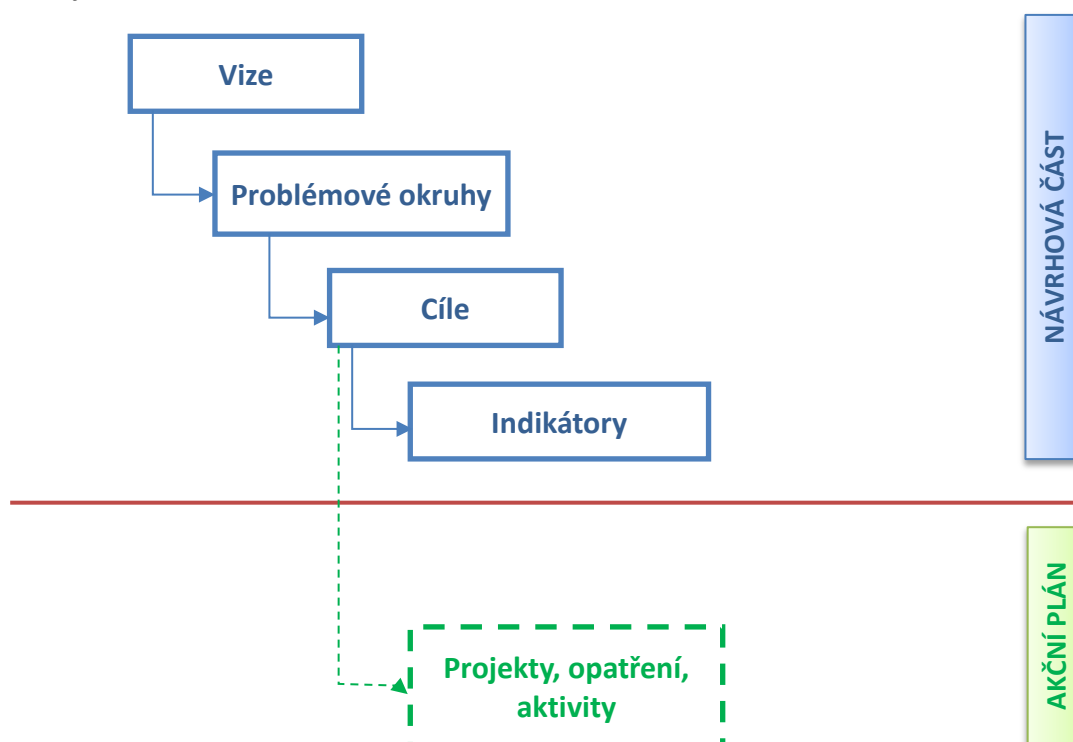 Vize
Problémové okruhy
Cíle
Indikátory
NÁVRHOVÁ ČÁST
Projekty, opatření,
aktivity
AKČNÍ PLÁN